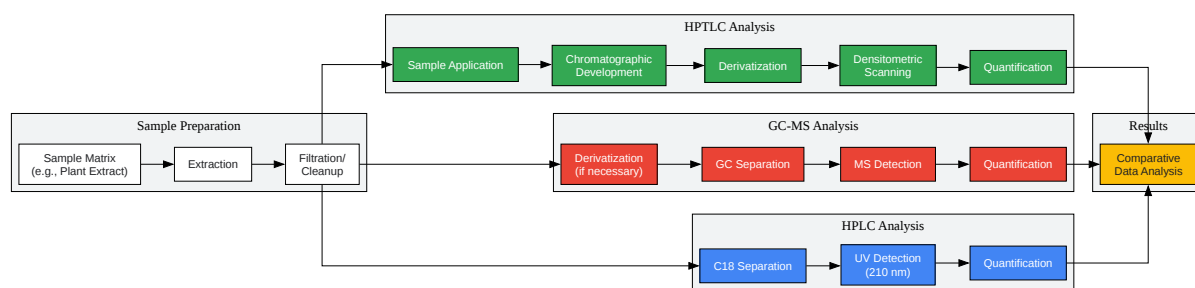 HPTLC Analysis
Sample Application
Chromatographic
Development
Derivatization
Densitometric
Scanning
Quantification
Sample Preparation
Sample Matrix
(e.g., Plant Extract)
Extraction
Filtration/
Cleanup
GC-MS Analysis
Derivatization
(if necessary)
GC Separation
MS Detection
Quantification
Results
Comparative
Data Analysis
HPLC Analysis
C18 Separation
UV Detection
(210 nm)
Quantification